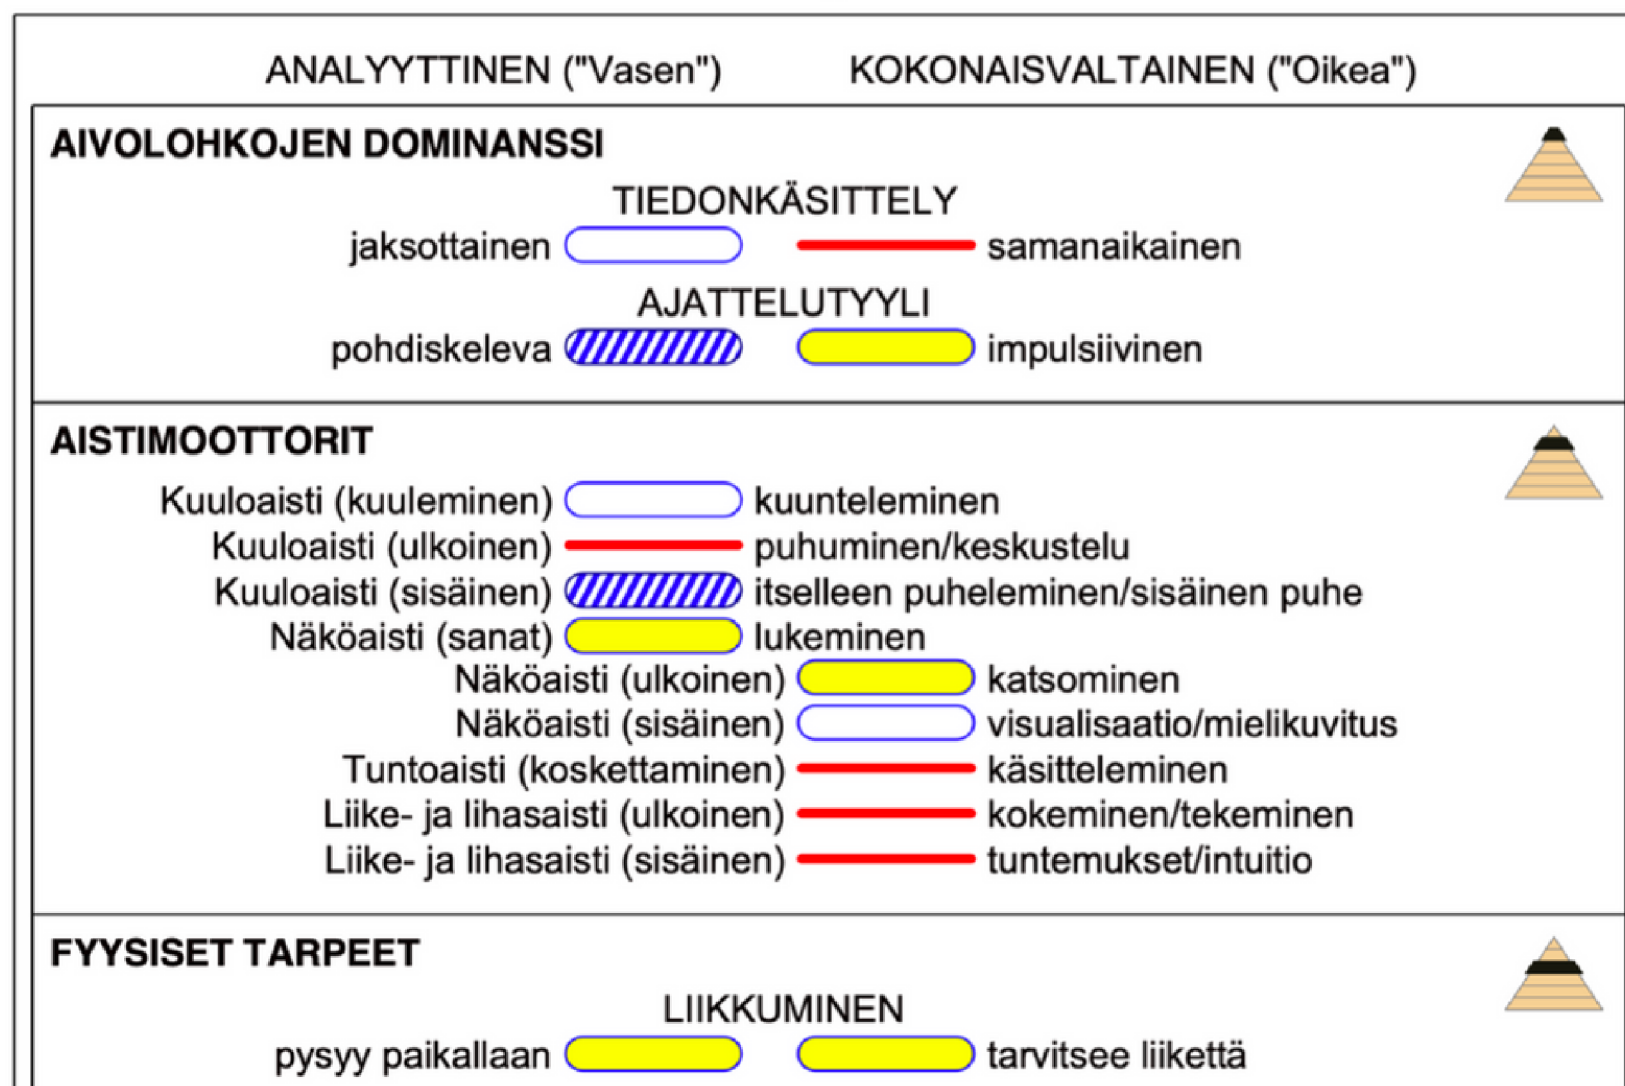 ANALYYTTINEN ("Vasen") KOKONAISVALTAINEN ("Oikea")
AIVOLOHKOJEN DOMINANSSI
TIEDONKÄSITTELY
jaksottainen samanaikainen
AJATTELUTYYLI
pohdiskeleva impulsiivinen
AISTIMOOTTORIT
Kuuloaisti (kuuleminen) kuunteleminen
Kuuloaisti (ulkoinen) puhuminen/keskustelu
Kuuloaisti (sisäinen) itselleen puheleminen/sisäinen puhe
Näköaisti (sanat) lukeminen
Näköaisti (ulkoinen) katsominen
Näköaisti (sisäinen) visualisaatio/mielikuvitus
Tuntoaisti (koskettaminen) käsitteleminen
Liike- ja lihasaisti (ulkoinen) kokeminen/tekeminen
Liike- ja lihasaisti (sisäinen) tuntemukset/intuitio
FYYSISET TARPEET
LIIKKUMINEN
pysyy paikallaan tarvitsee liikettä